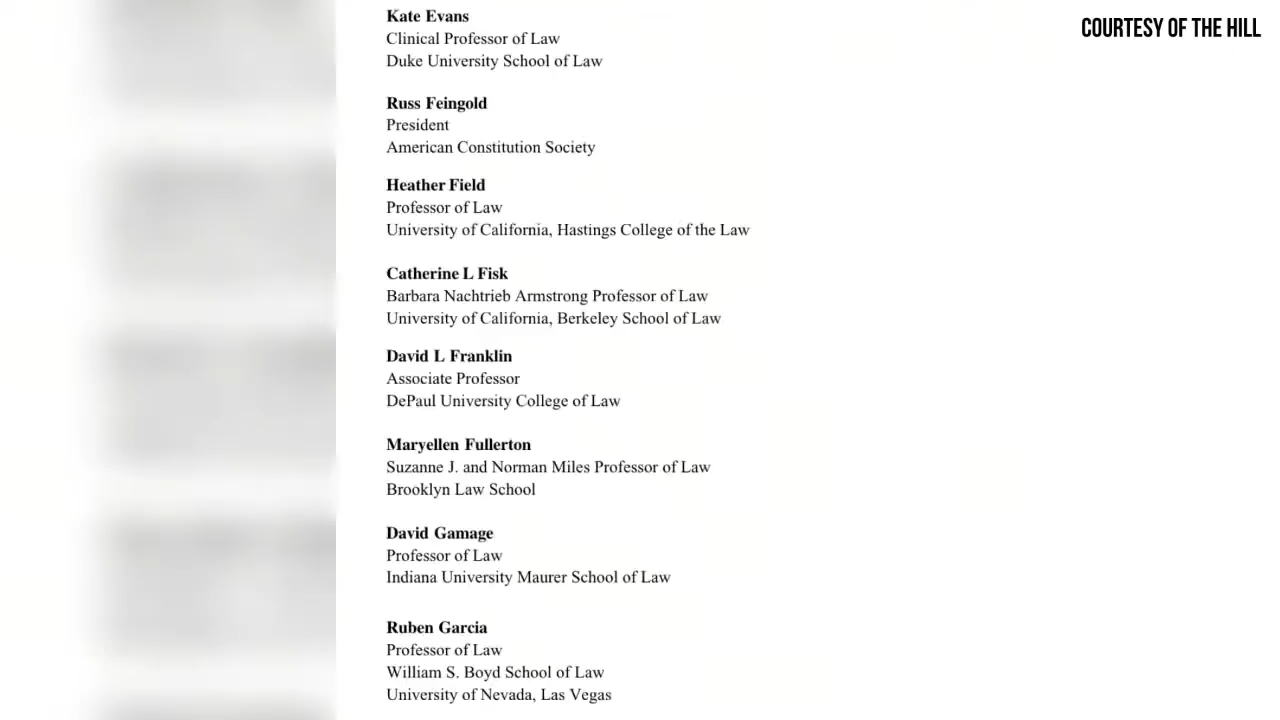 COURTESY OF THE HILL
Kate Evans
Clinical Professor of Law
Duke University School of Law
Russ Feingold
President
American Constitution Society
Heather Field
Professor of Law
University of California, Hastings College of the Law
Catherine L Fisk
Barbara Nachtrieb Armstrong Professor of Law
University of California, Berkeley School of Law
David L Franklin
Associate Professor
DePaul University College of Law
Maryellen Fullerton
Suzanne J. and Norman Miles Professor of Law
Brooklyn Law School
David Gamage
Professor of Law
Indiana University Maurer School of Law
Ruben Garcia
Professor of Law
William S. Boyd School of Law
University of Nevada, Las Vegas